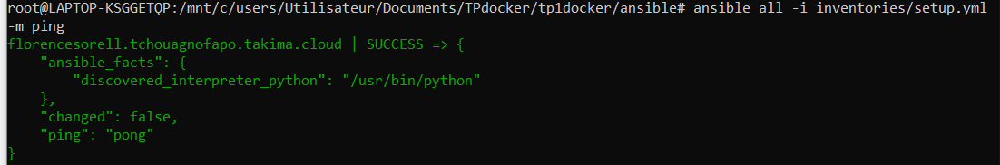 root@LAPTOP-KSGGETQP:/mnt/c/users/Utilisateur/Documents/TPdocker/tp1docker/ansible# ansible all -i inventories/setup.yml
-m ping
florencesorell.tchouagnofapo.takima.cloud | SUCCESS => {
    "ansible_facts": {
        "discovered_interpreter_python": "/usr/bin/python"
    },
    "changed": false,
    "ping": "pong"
}